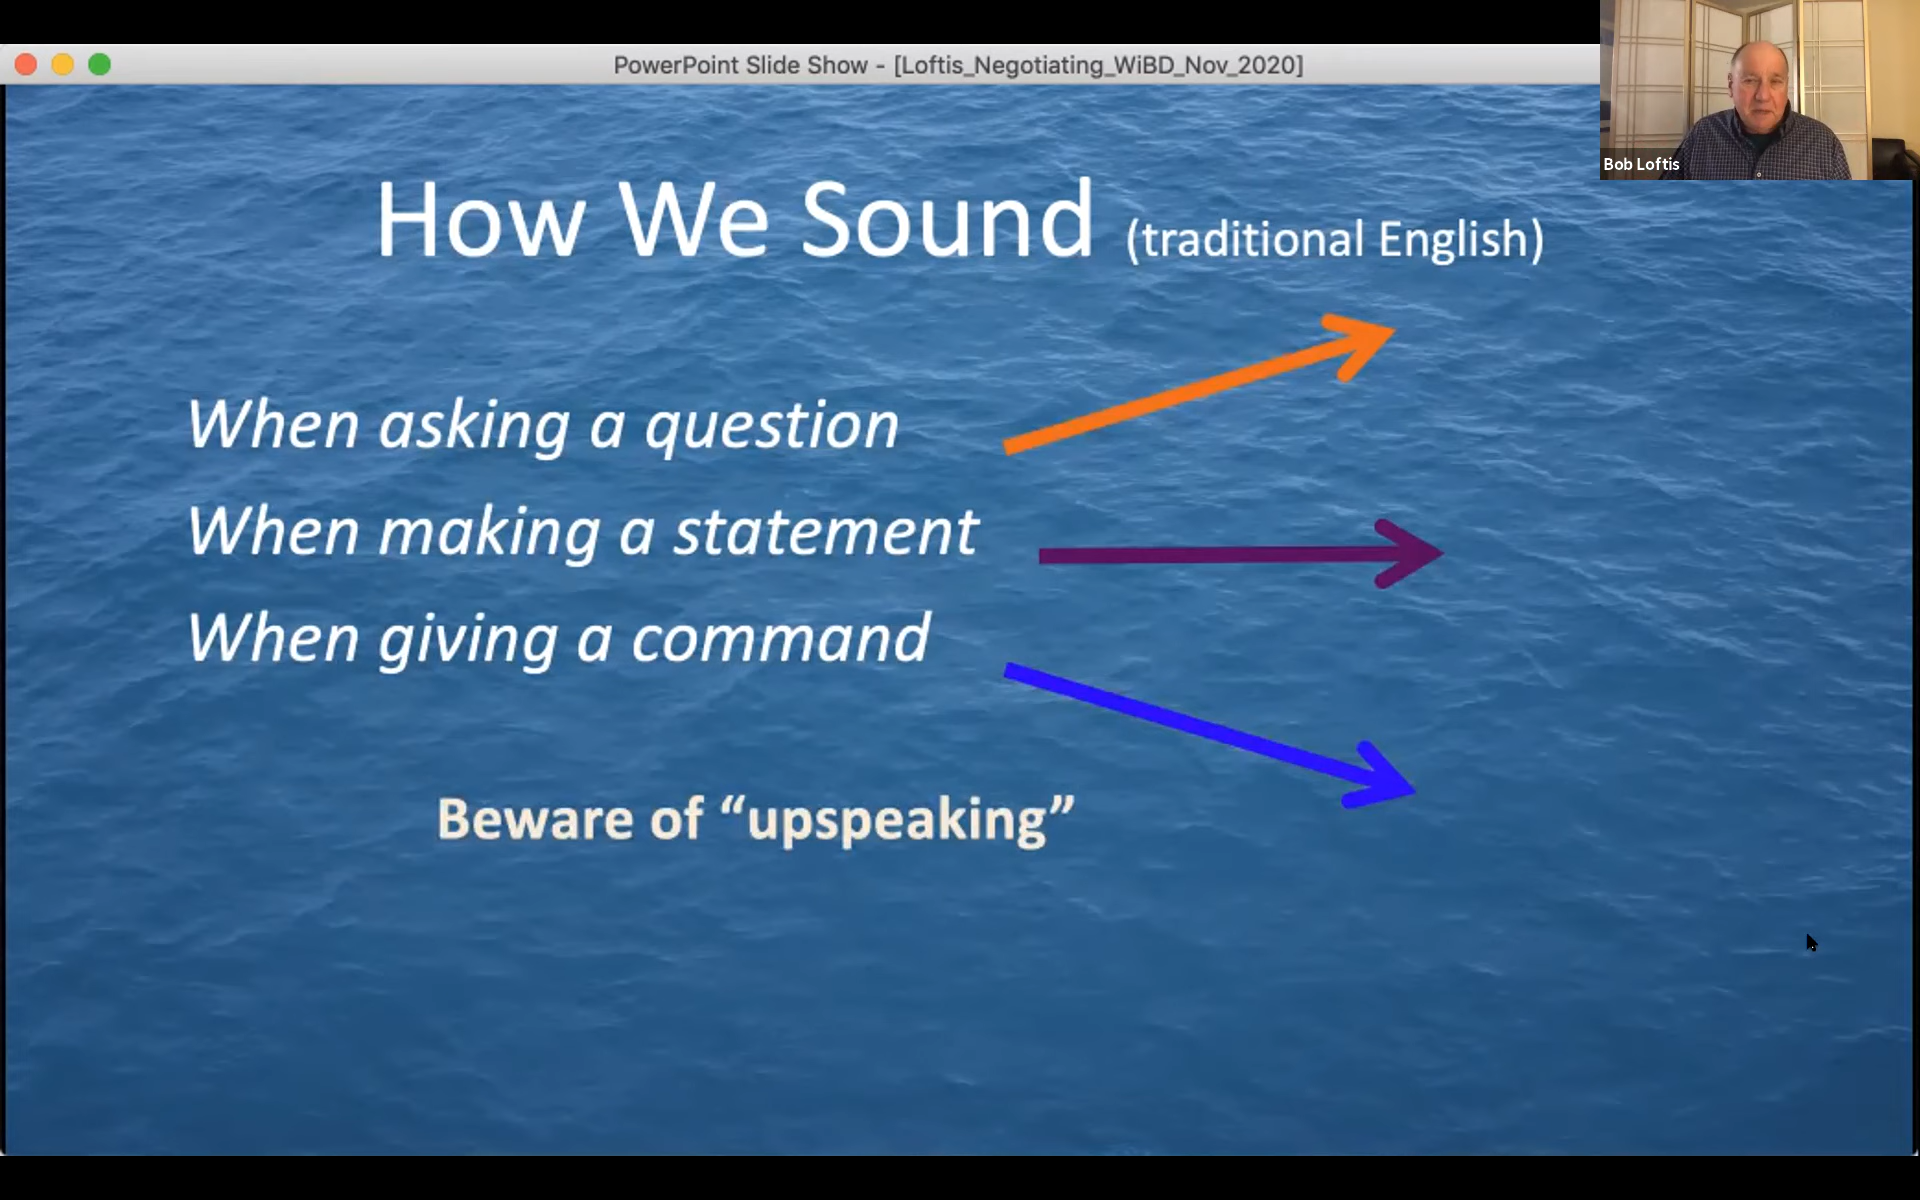 PowerPoint Slide Show - [Loftis_Negotiating_WiBD_Nov_2020]
Bob Loftis
How We Sound (traditional English)
When asking a question
When making a statement
When giving a command
Beware of “upspeaking”